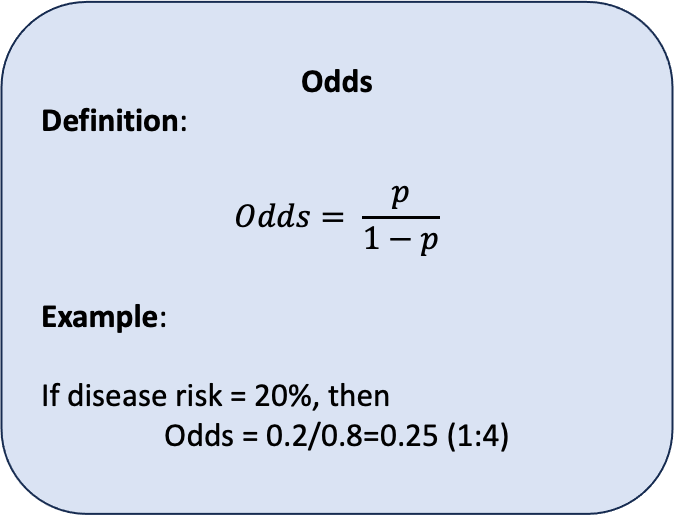 Odds
Definition:
Odds = p / (1 − p)
Example:
If disease risk = 20%, then
Odds = 0.2/0.8=0.25 (1:4)